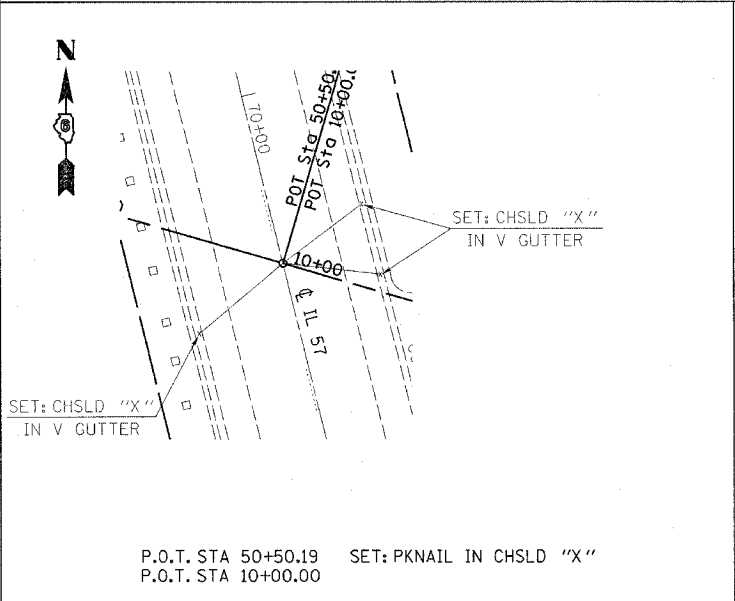 N
6
70+00
POT Sta 50+50.
POT Sta 10+00.
SET: CHSLD "X"
IN V GUTTER
10+00
℄ IL 57
SET: CHSLD "X"
IN V GUTTER
P.O.T. STA 50+50.19 SET: PKNAIL IN CHSLD "X"
P.O.T. STA 10+00.00